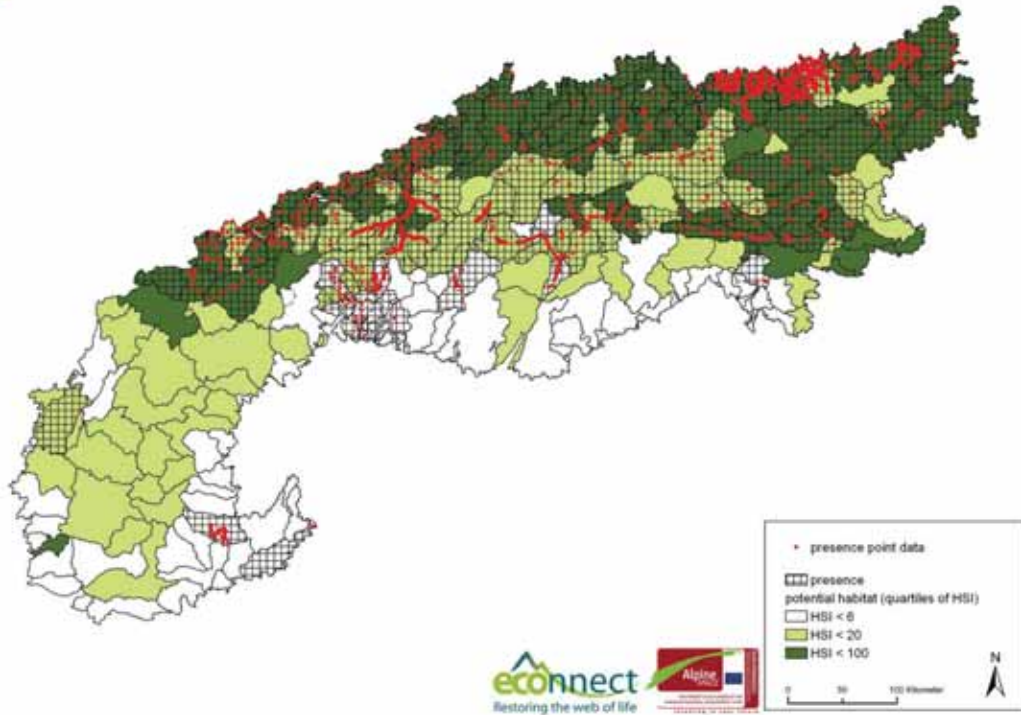 presence point data
presence
potential habitat (quartiles of HSI)
HSI < 6
HSI < 20
HSI < 100
N
0 50 100 Kilometer
econnect
Restoring the web of life
Alpine